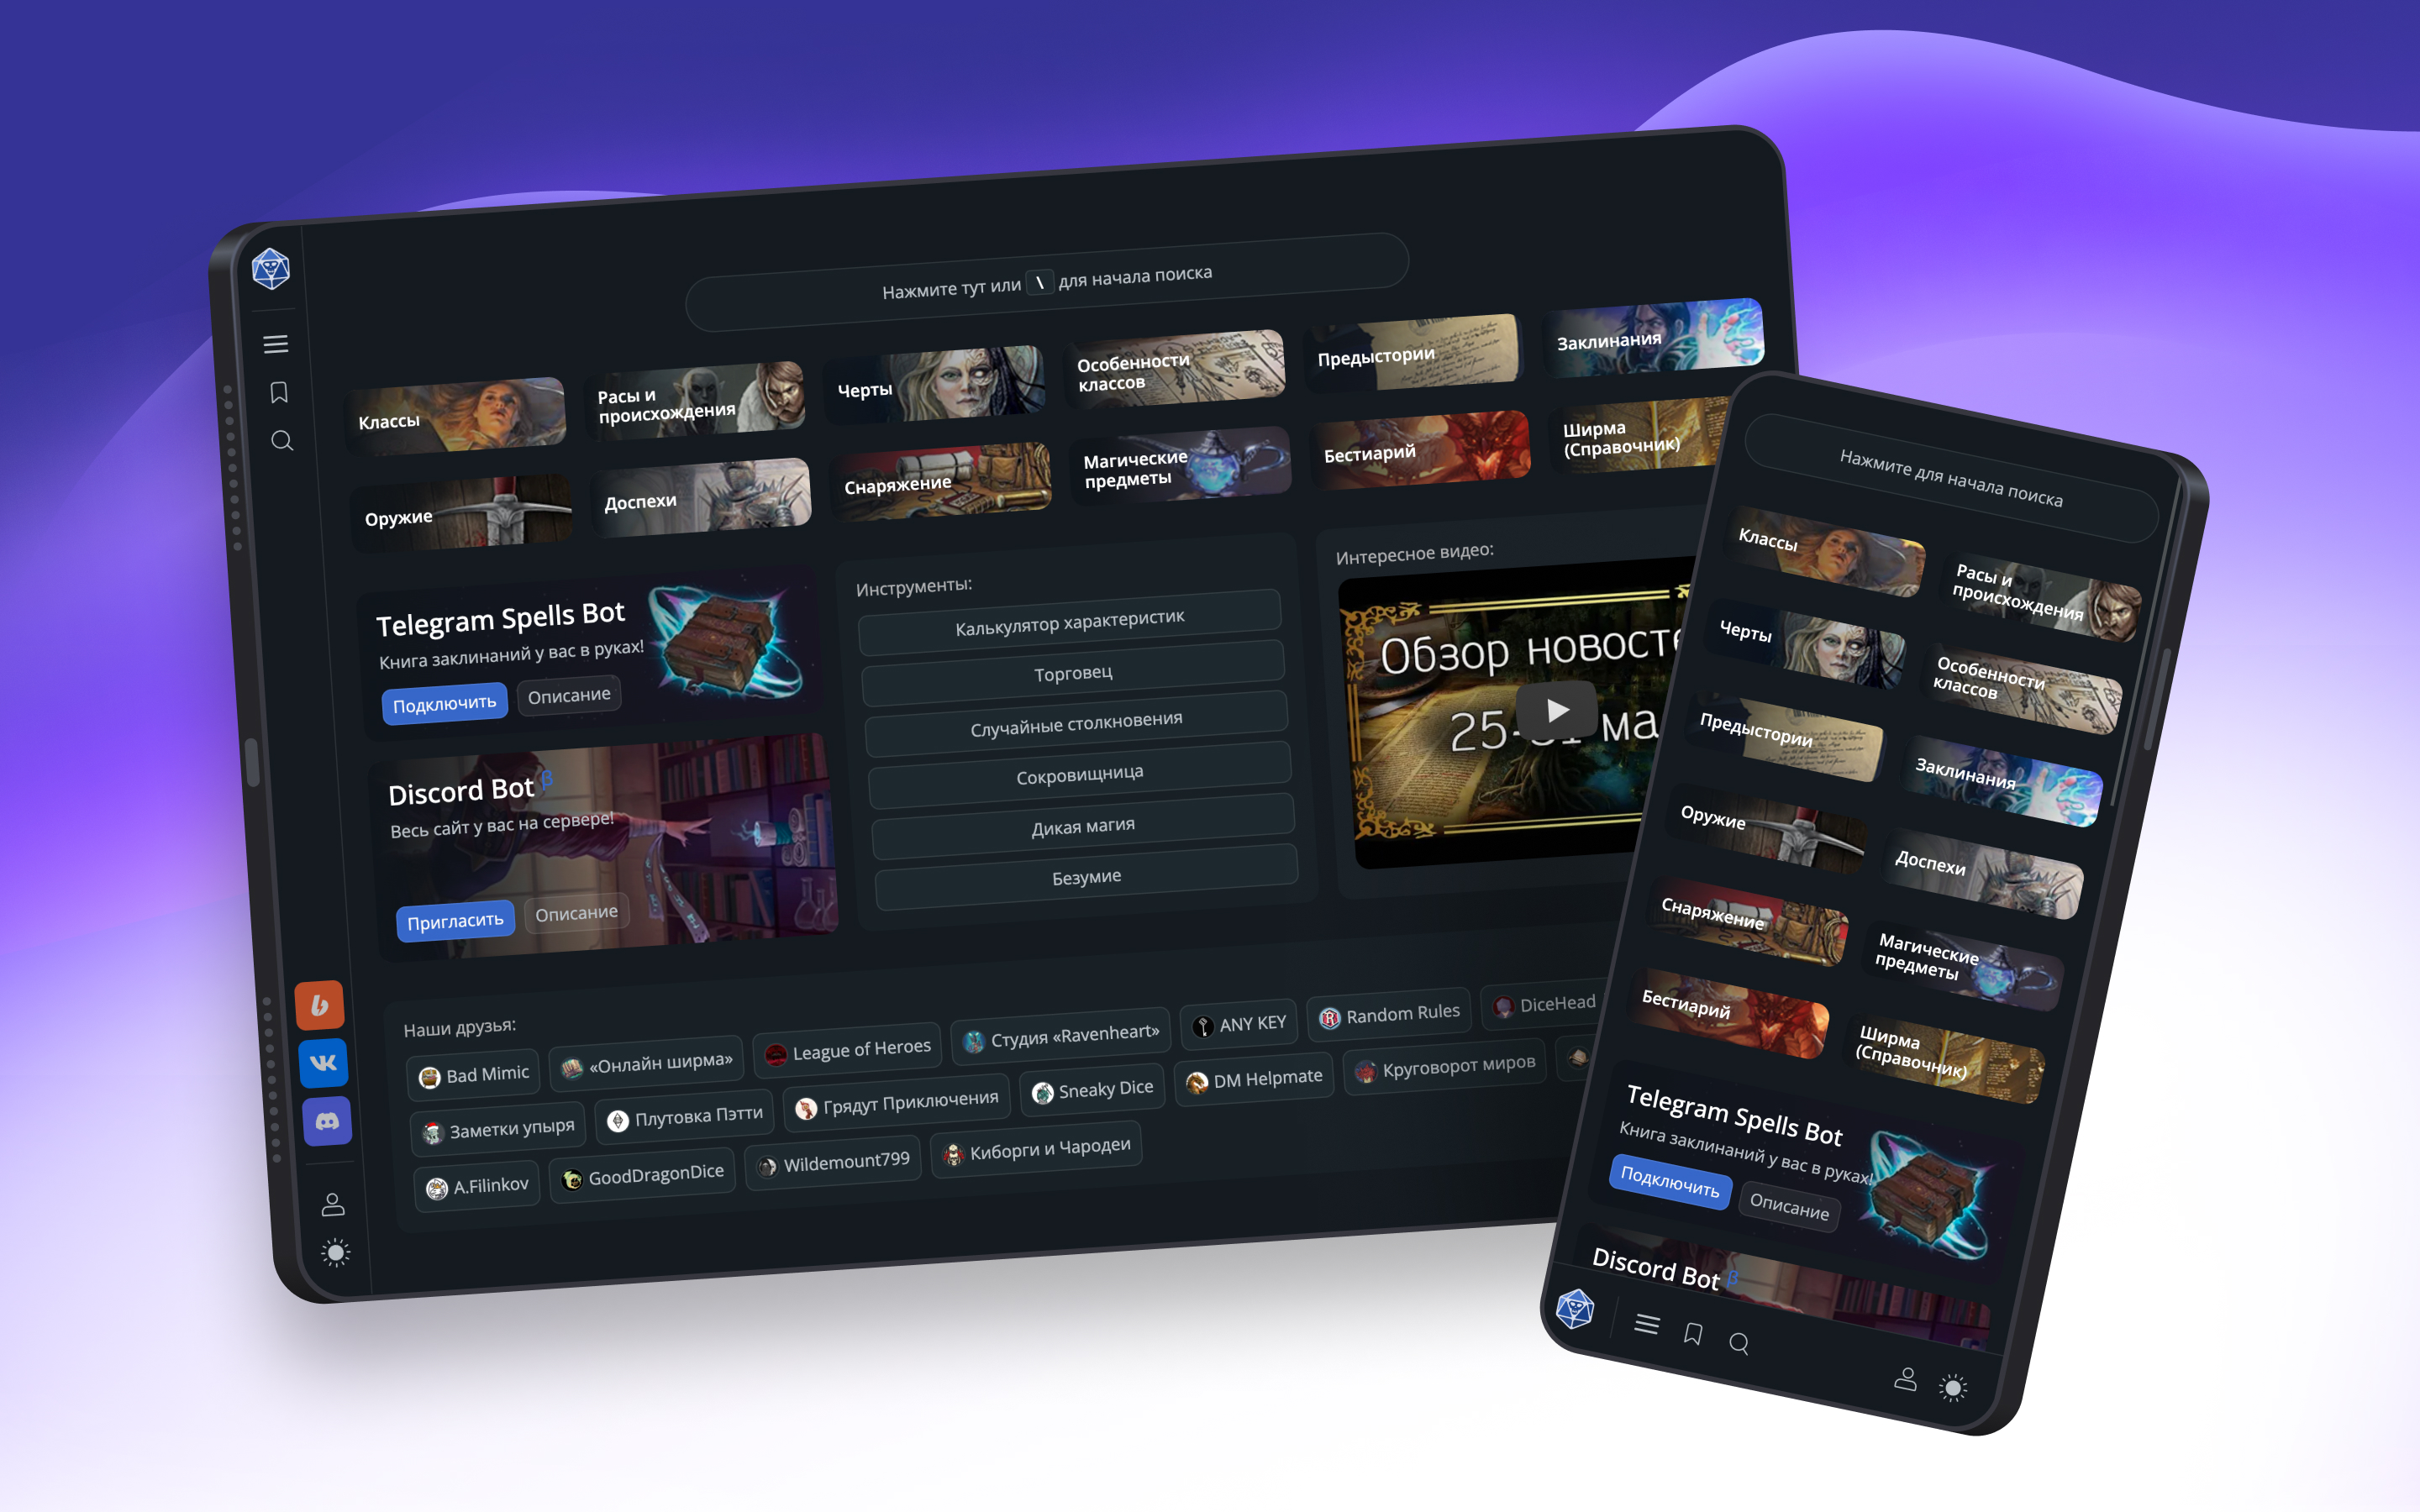 Нажмите тут или \ для начала поиска
Классы
Расы и
происхождения
Черты
Особенности
классов
Предыстории
Заклинания
Оружие
Доспехи
Снаряжение
Магические
предметы
Бестиарий
Ширма
(Справочник)
Telegram Spells Bot
Книга заклинаний у вас в руках!
Подключить
Описание
Discord Bot β
Весь сайт у вас на сервере!
Пригласить
Описание
Инструменты:
Калькулятор характеристик
Торговец
Случайные столкновения
Сокровищница
Дикая магия
Безумие
Интересное видео:
Обзор новосте
25-31 ма
Наши друзья:
Bad Mimic
«Онлайн ширма»
League of Heroes
Студия «Ravenheart»
ANY KEY
Random Rules
DiceHead
Заметки упыря
Плутовка Пэтти
Грядут Приключения
Sneaky Dice
DM Helpmate
Круговорот миров
A.Filinkov
GoodDragonDice
Wildemount799
Киборги и Чародеи
Нажмите для начала поиска
Классы
Расы и
происхождения
Черты
Особенности
классов
Предыстории
Заклинания
Оружие
Доспехи
Снаряжение
Магические
предметы
Бестиарий
Ширма
(Справочник)
Telegram Spells Bot
Книга заклинаний у вас в руках!
Подключить
Описание
Discord Bot β